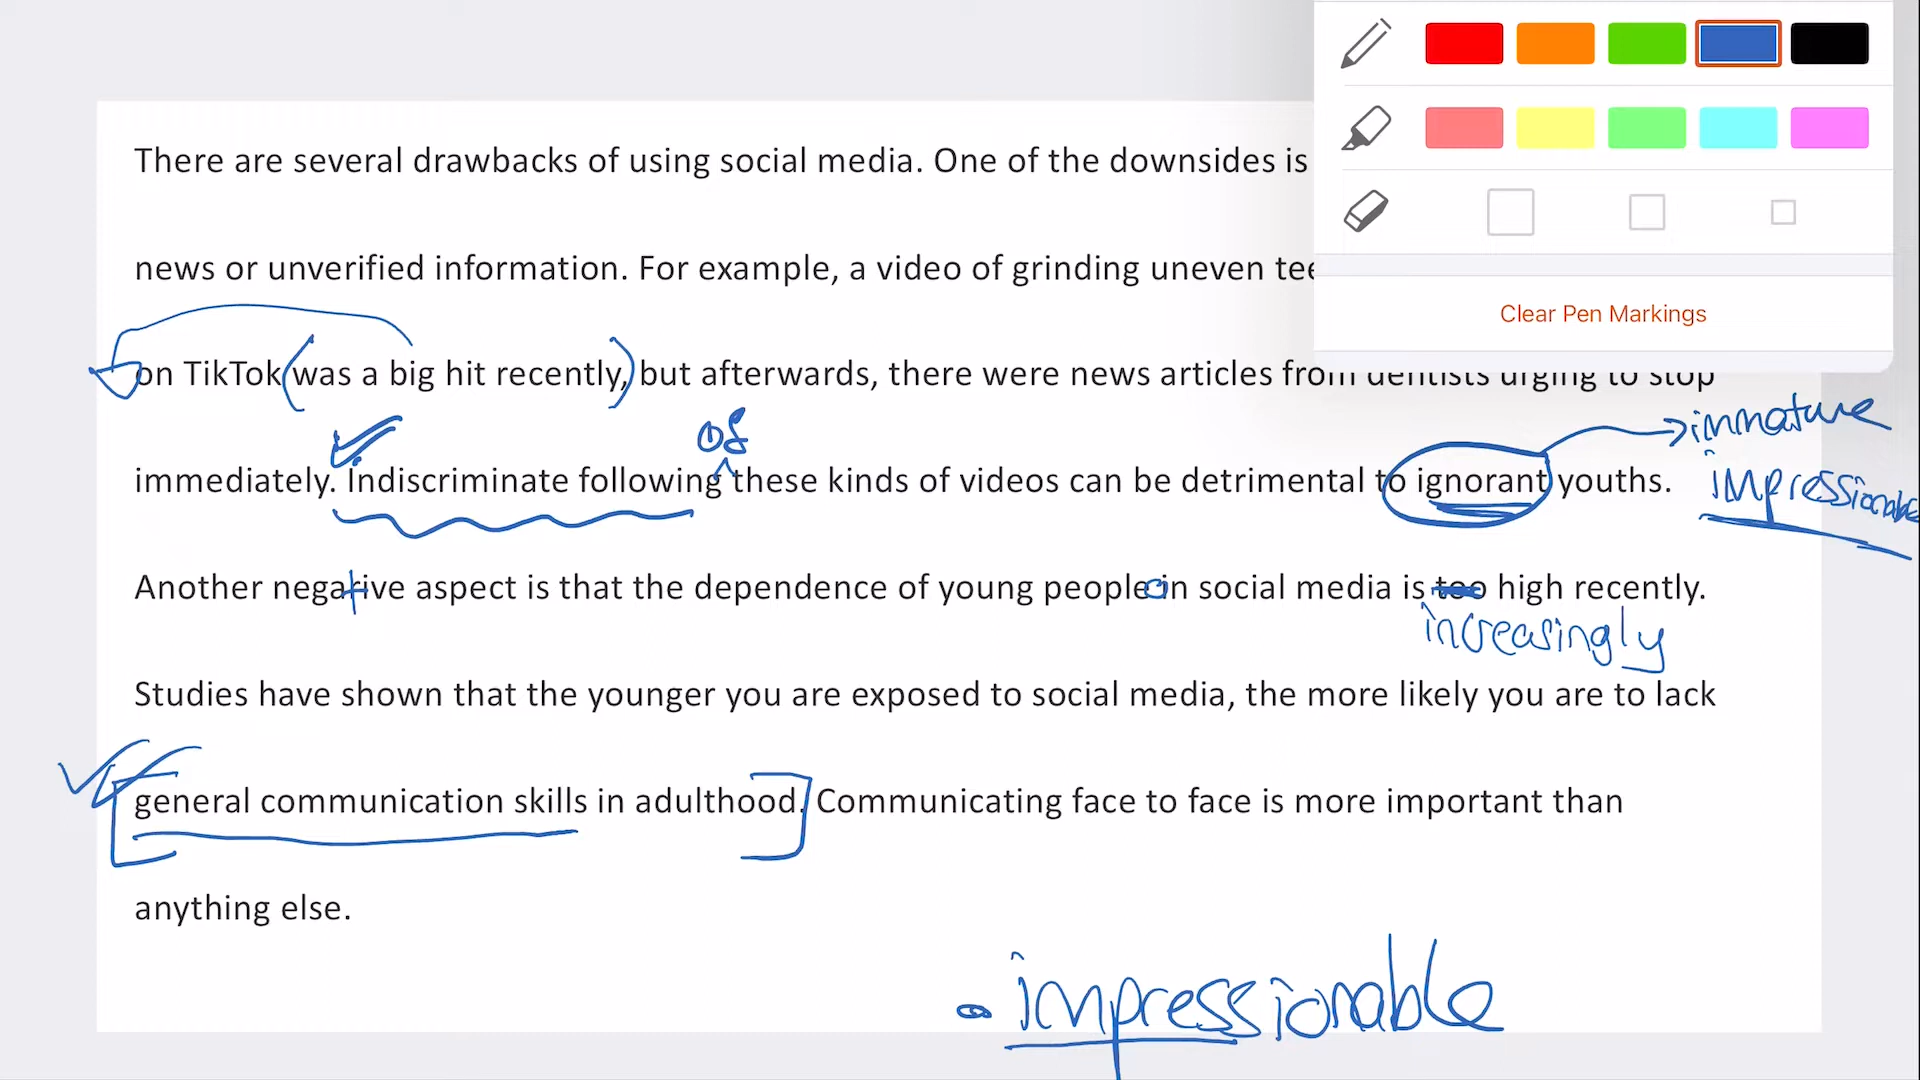 There are several drawbacks of using social media. One of the downsides is
news or unverified information. For example, a video of grinding uneven tee
on TikTok (was a big hit recently,) but afterwards, there were news articles from dentists urging to stop
of
immature
immediately. Indiscriminate following these kinds of videos can be detrimental to ignorant youths.
impressionable
Another negative aspect is that the dependence of young people in social media is too high recently.
increasingly
Studies have shown that the younger you are exposed to social media, the more likely you are to lack
general communication skills in adulthood. Communicating face to face is more important than
anything else.
- impressionable
Clear Pen Markings